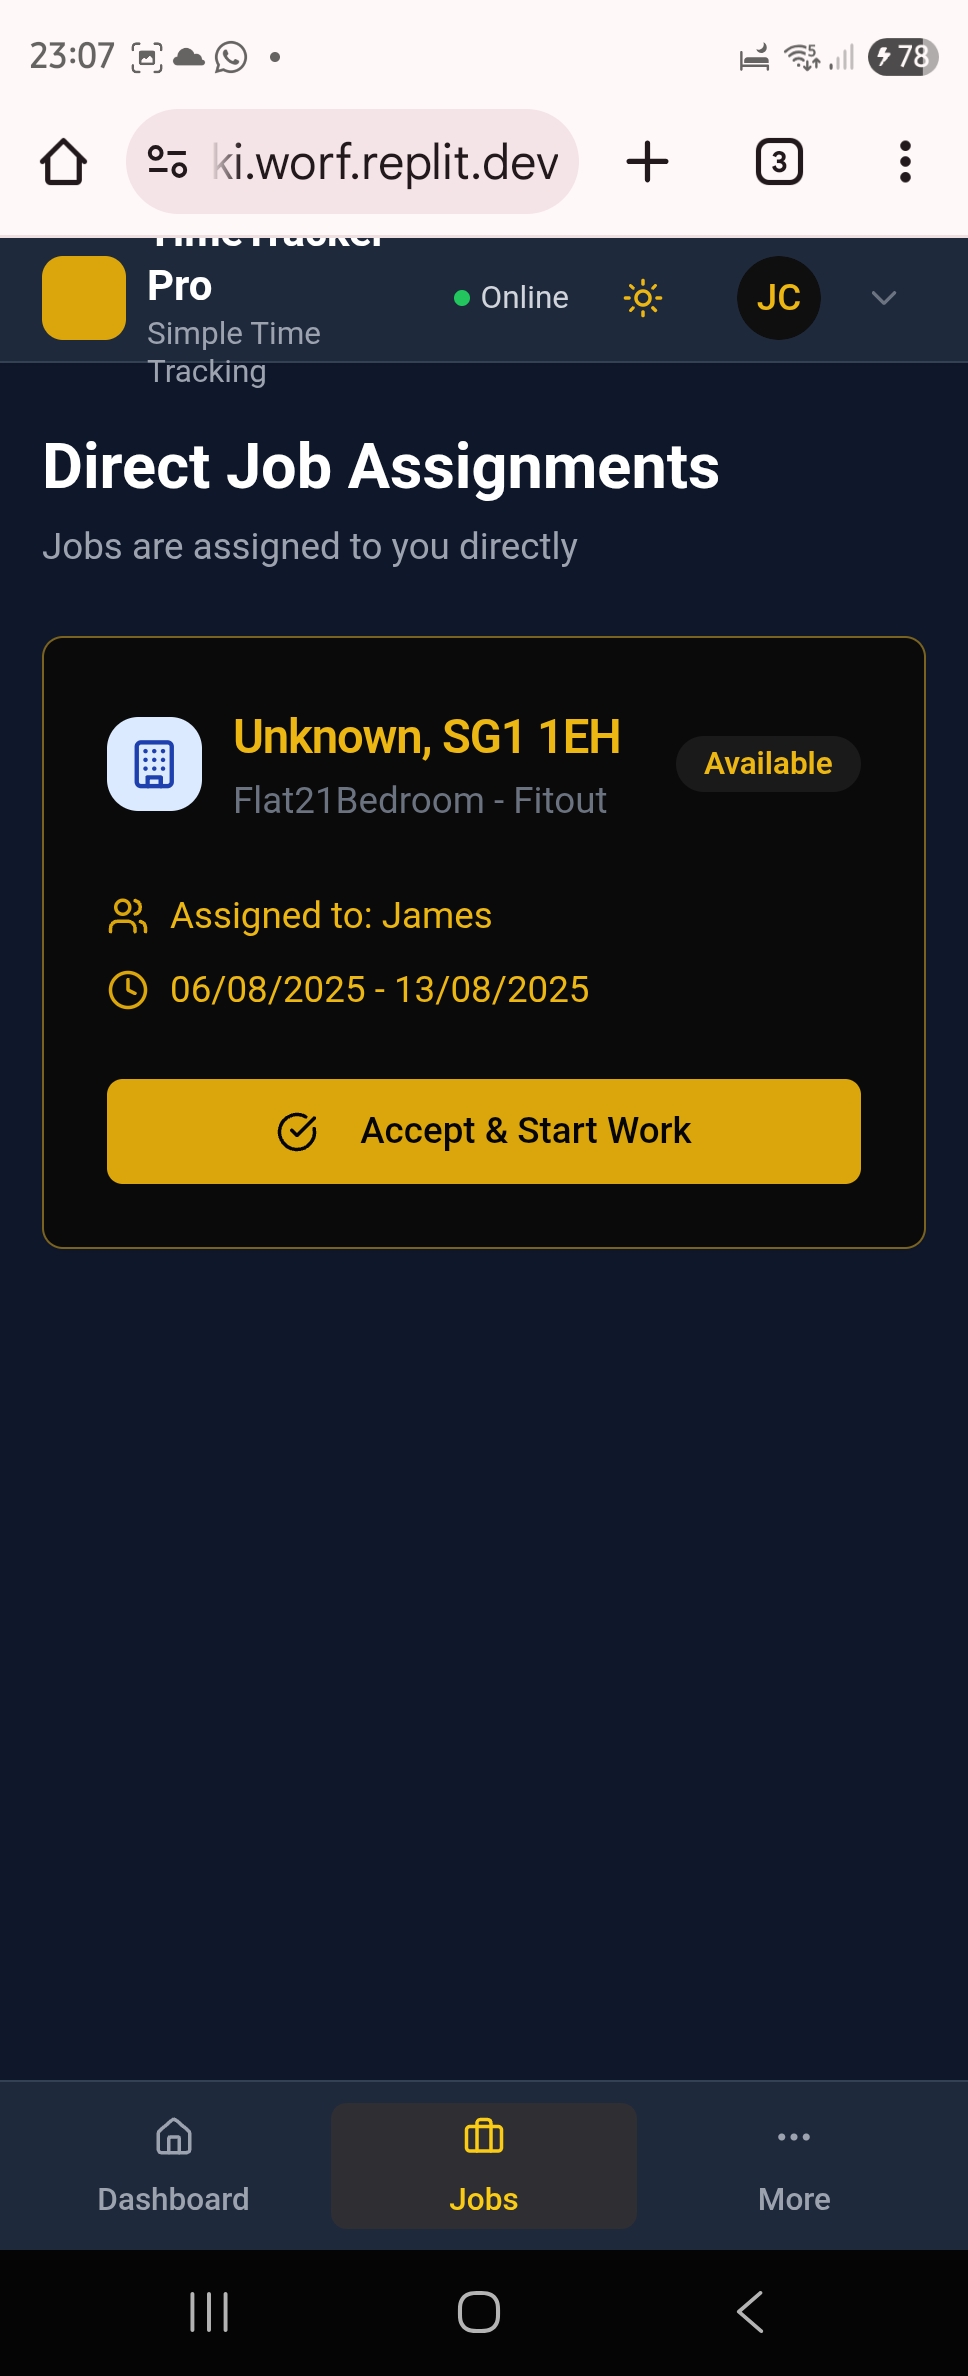 23:07
5
78
ki.worf.replit.dev
3
TimeTracker
Pro
Simple Time
Tracking
Online
JC
Direct Job Assignments
Jobs are assigned to you directly
Unknown, SG1 1EH
Flat21Bedroom - Fitout
Available
Assigned to: James
06/08/2025 - 13/08/2025
Accept & Start Work
Dashboard
Jobs
More